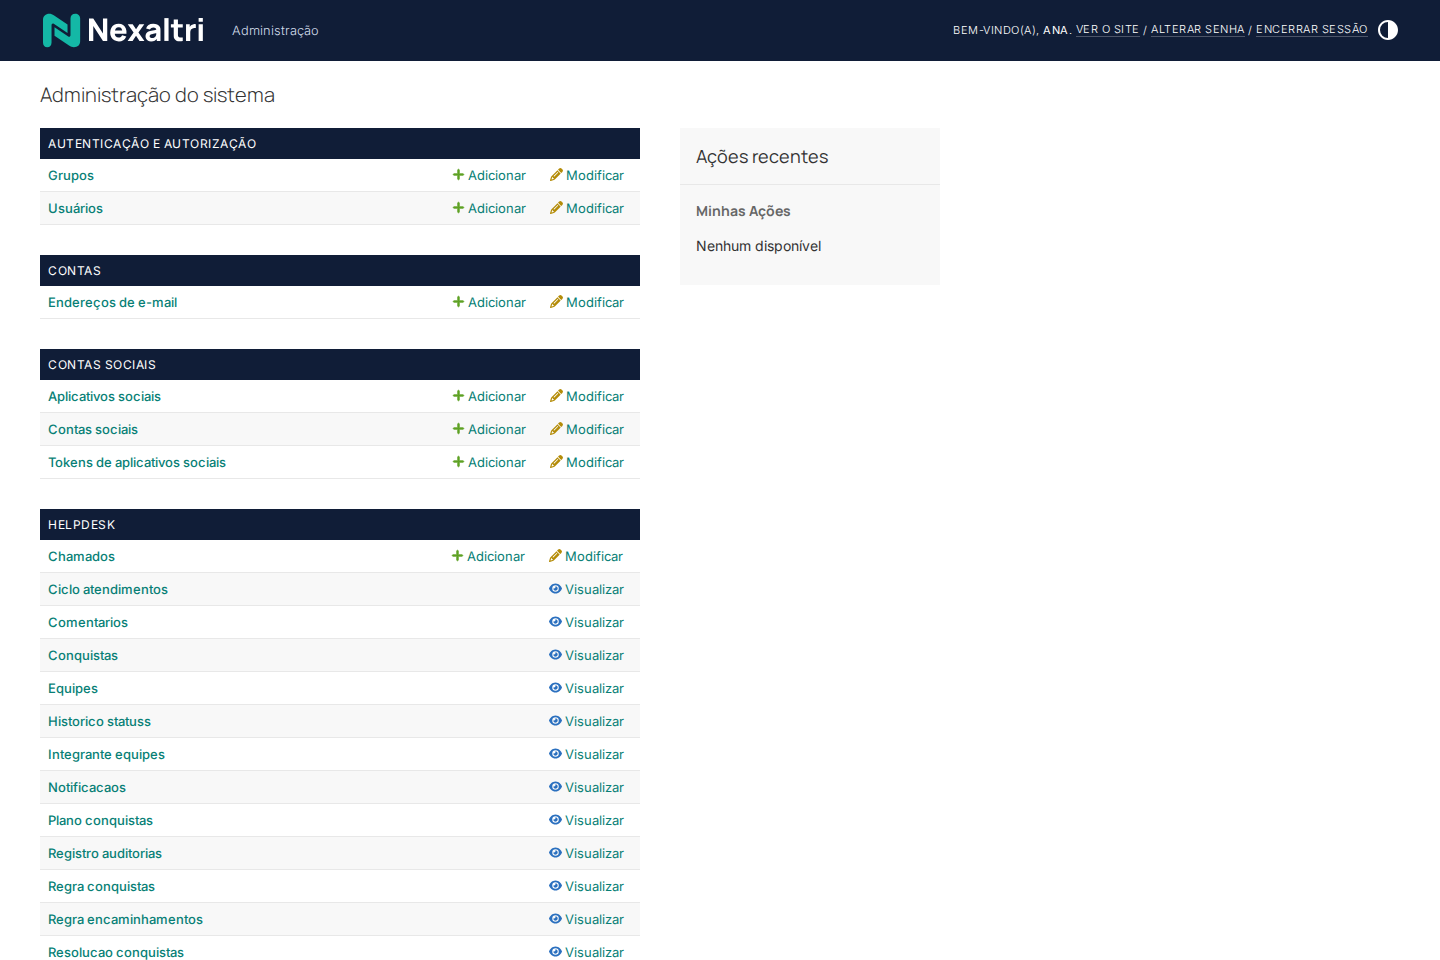 Nexaltri Administração BEM-VINDO(A), ANA. VER O SITE / ALTERAR SENHA / ENCERRAR SESSÃO
Administração do sistema
AUTENTICAÇÃO E AUTORIZAÇÃO
Grupos Adicionar Modificar
Usuários Adicionar Modificar
CONTAS
Endereços de e-mail Adicionar Modificar
CONTAS SOCIAIS
Aplicativos sociais Adicionar Modificar
Contas sociais Adicionar Modificar
Tokens de aplicativos sociais Adicionar Modificar
HELPDESK
Chamados Adicionar Modificar
Ciclo atendimentos Visualizar
Comentarios Visualizar
Conquistas Visualizar
Equipes Visualizar
Historico statuss Visualizar
Integrante equipes Visualizar
Notificacaos Visualizar
Plano conquistas Visualizar
Registro auditorias Visualizar
Regra conquistas Visualizar
Regra encaminhamentos Visualizar
Resolucao conquistas Visualizar
Ações recentes
Minhas Ações
Nenhum disponível